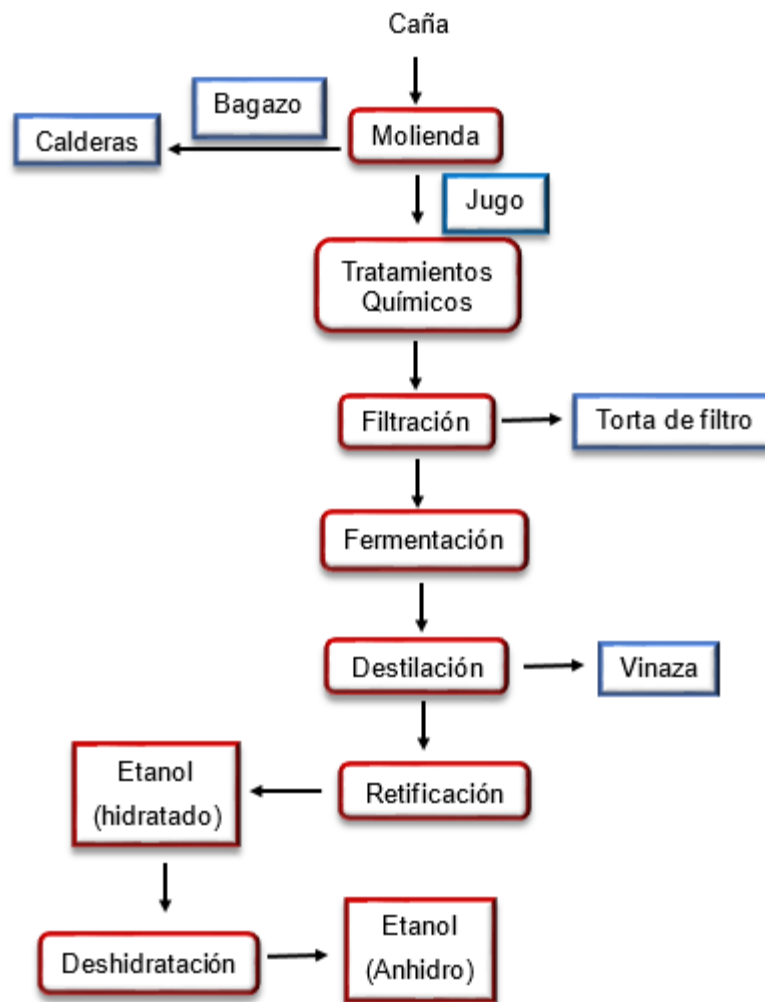 Caña
Bagazo
Calderas
Molienda
Jugo
Tratamientos
Químicos
Filtración
Torta de filtro
Fermentación
Destilación
Vinaza
Etanol
(hidratado)
Retificación
Deshidratación
Etanol
(Anhidro)